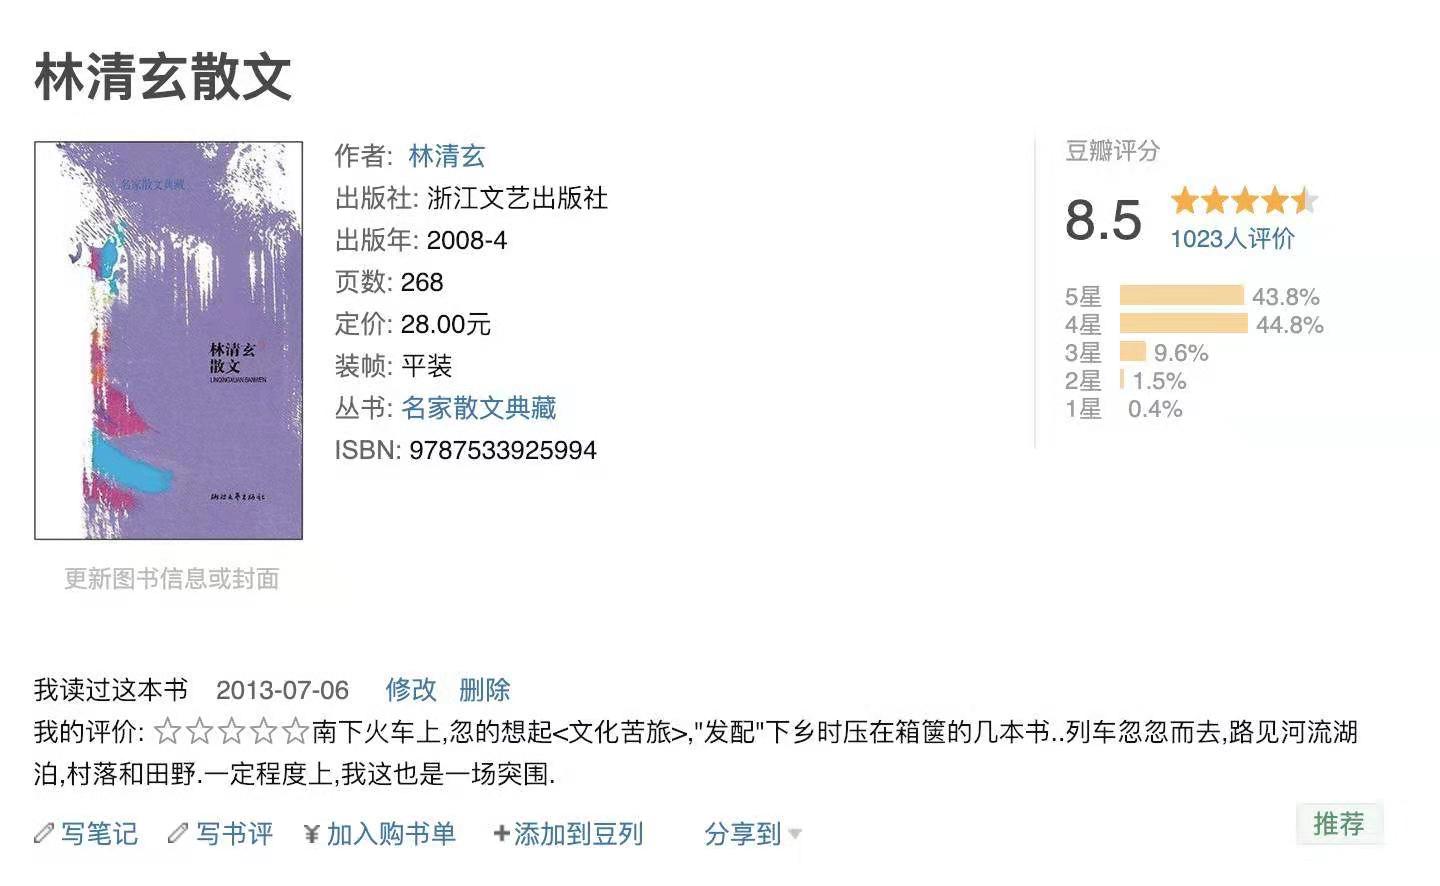 林清玄散文
名家散文典藏
林清玄
散文
LINQINGXUAN SANWEN
浙江文艺出版社
更新图书信息或封面
作者: 林清玄
出版社: 浙江文艺出版社
出版年: 2008-4
页数: 268
定价: 28.00元
装帧: 平装
丛书: 名家散文典藏
ISBN: 9787533925994
豆瓣评分
8.5
1023人评价
5星 43.8%
4星 44.8%
3星 9.6%
2星 1.5%
1星 0.4%
我读过这本书 2013-07-06 修改 删除
我的评价: ☆☆☆☆☆南下火车上,忽的想起<文化苦旅>,"发配"下乡时压在箱箧的几本书..列车忽忽而去,路见河流湖
泊,村落和田野.一定程度上,我这也是一场突围.
写笔记 写书评 ¥加入购书单 +添加到豆列 分享到 推荐